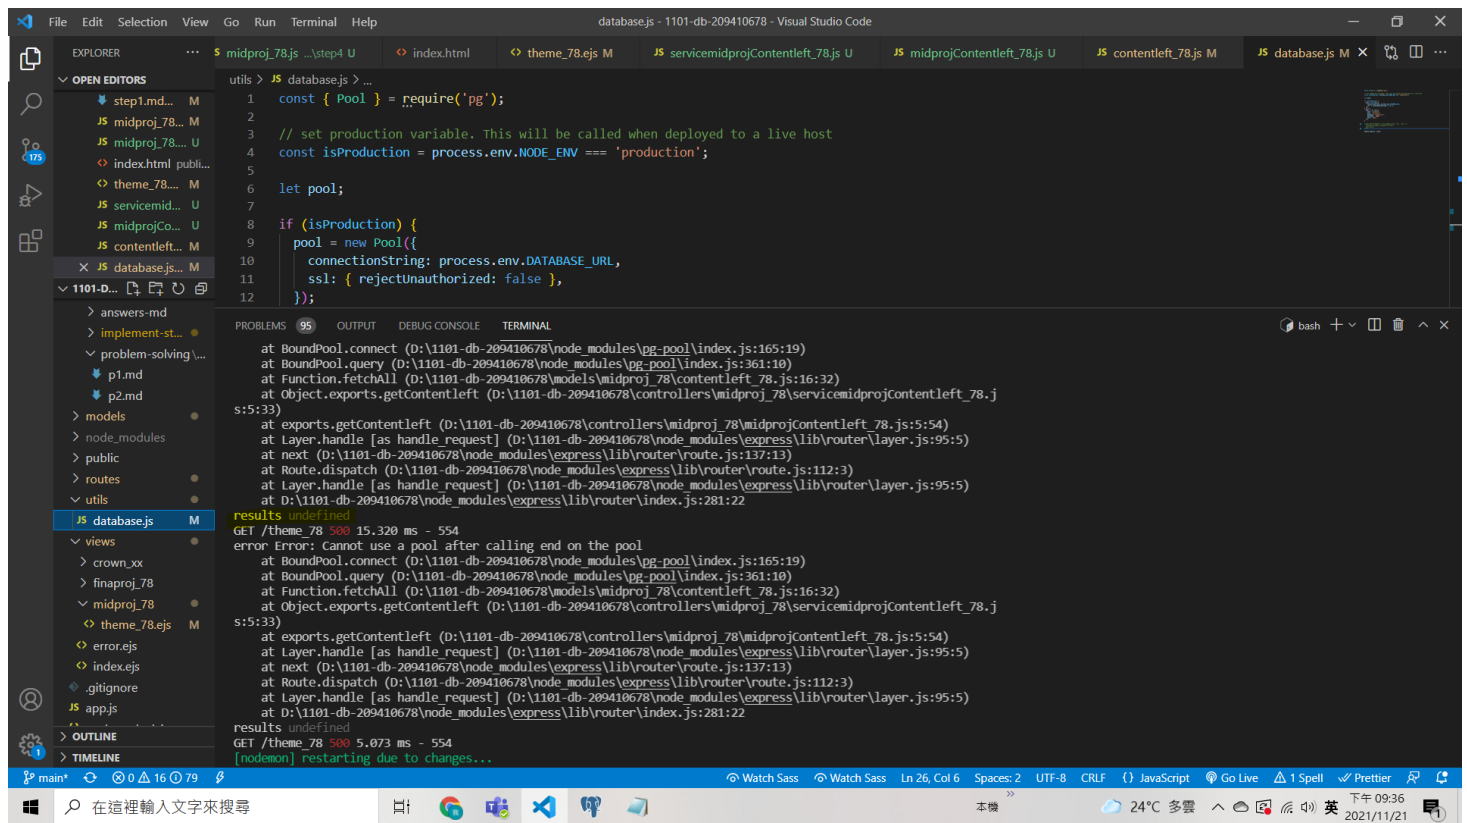 File Edit Selection View Go Run Terminal Help
database.js - 1101-db-209410678 - Visual Studio Code
EXPLORER
OPEN EDITORS
step1.md... M
JS midproj_78... M
JS midproj_78.... U
index.html publi...
theme_78.... M
JS servicemid... U
JS midprojCo... U
JS contentleft... M
JS database.js... M
1101-D...
answers-md
implement-st...
problem-solving\...
p1.md
p2.md
models
node_modules
public
routes
utils
JS database.js M
views
crown_xx
finaproj_78
midproj_78
theme_78.ejs M
error.ejs
index.ejs
.gitignore
JS app.js
OUTLINE
TIMELINE
175
1
JS midproj_78.js ...\step4 U
index.html
theme_78.ejs M
JS servicemidprojContentleft_78.js U
JS midprojContentleft_78.js U
JS contentleft_78.js M
JS database.js M
utils > JS database.js > ...
1 const { Pool } = require('pg');
2
3 // set production variable. This will be called when deployed to a live host
4 const isProduction = process.env.NODE_ENV === 'production';
5
6 let pool;
7
8 if (isProduction) {
9 pool = new Pool({
10 connectionString: process.env.DATABASE_URL,
11 ssl: { rejectUnauthorized: false },
12 });
PROBLEMS 95 OUTPUT DEBUG CONSOLE TERMINAL
bash
at BoundPool.connect (D:\1101-db-209410678\node_modules\pg-pool\index.js:165:19)
at BoundPool.query (D:\1101-db-209410678\node_modules\pg-pool\index.js:361:10)
at Function.fetchAll (D:\1101-db-209410678\models\midproj_78\contentleft_78.js:16:32)
at Object.exports.getContentleft (D:\1101-db-209410678\controllers\midproj_78\servicemidprojContentleft_78.j
s:5:33)
at exports.getContentleft (D:\1101-db-209410678\controllers\midproj_78\midprojContentleft_78.js:5:54)
at Layer.handle [as handle_request] (D:\1101-db-209410678\node_modules\express\lib\router\layer.js:95:5)
at next (D:\1101-db-209410678\node_modules\express\lib\router\route.js:137:13)
at Route.dispatch (D:\1101-db-209410678\node_modules\express\lib\router\route.js:112:3)
at Layer.handle [as handle_request] (D:\1101-db-209410678\node_modules\express\lib\router\layer.js:95:5)
at D:\1101-db-209410678\node_modules\express\lib\router\index.js:281:22
results undefined
GET /theme_78 500 15.320 ms - 554
error Error: Cannot use a pool after calling end on the pool
at BoundPool.connect (D:\1101-db-209410678\node_modules\pg-pool\index.js:165:19)
at BoundPool.query (D:\1101-db-209410678\node_modules\pg-pool\index.js:361:10)
at Function.fetchAll (D:\1101-db-209410678\models\midproj_78\contentleft_78.js:16:32)
at Object.exports.getContentleft (D:\1101-db-209410678\controllers\midproj_78\servicemidprojContentleft_78.j
s:5:33)
at exports.getContentleft (D:\1101-db-209410678\controllers\midproj_78\midprojContentleft_78.js:5:54)
at Layer.handle [as handle_request] (D:\1101-db-209410678\node_modules\express\lib\router\layer.js:95:5)
at next (D:\1101-db-209410678\node_modules\express\lib\router\route.js:137:13)
at Route.dispatch (D:\1101-db-209410678\node_modules\express\lib\router\route.js:112:3)
at Layer.handle [as handle_request] (D:\1101-db-209410678\node_modules\express\lib\router\layer.js:95:5)
at D:\1101-db-209410678\node_modules\express\lib\router\index.js:281:22
results undefined
GET /theme_78 500 5.073 ms - 554
[nodemon] restarting due to changes...
main* 0 16 79
Watch Sass Watch Sass Ln 26, Col 6 Spaces: 2 UTF-8 CRLF {} JavaScript Go Live 1 Spell Prettier
在這裡輸入文字來搜尋
本機 24°C 多雲 英
下午 09:36
2021/11/21
1